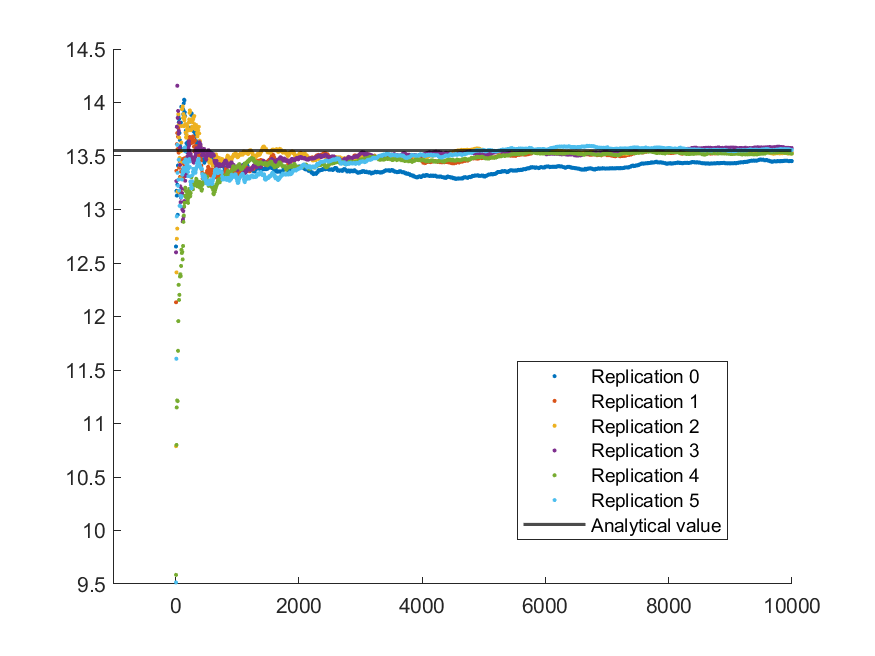 14.5
14
13.5
13
12.5
12
11.5
11
10.5
10
9.5
0
2000
4000
6000
8000
10000
Replication 0
Replication 1
Replication 2
Replication 3
Replication 4
Replication 5
Analytical value